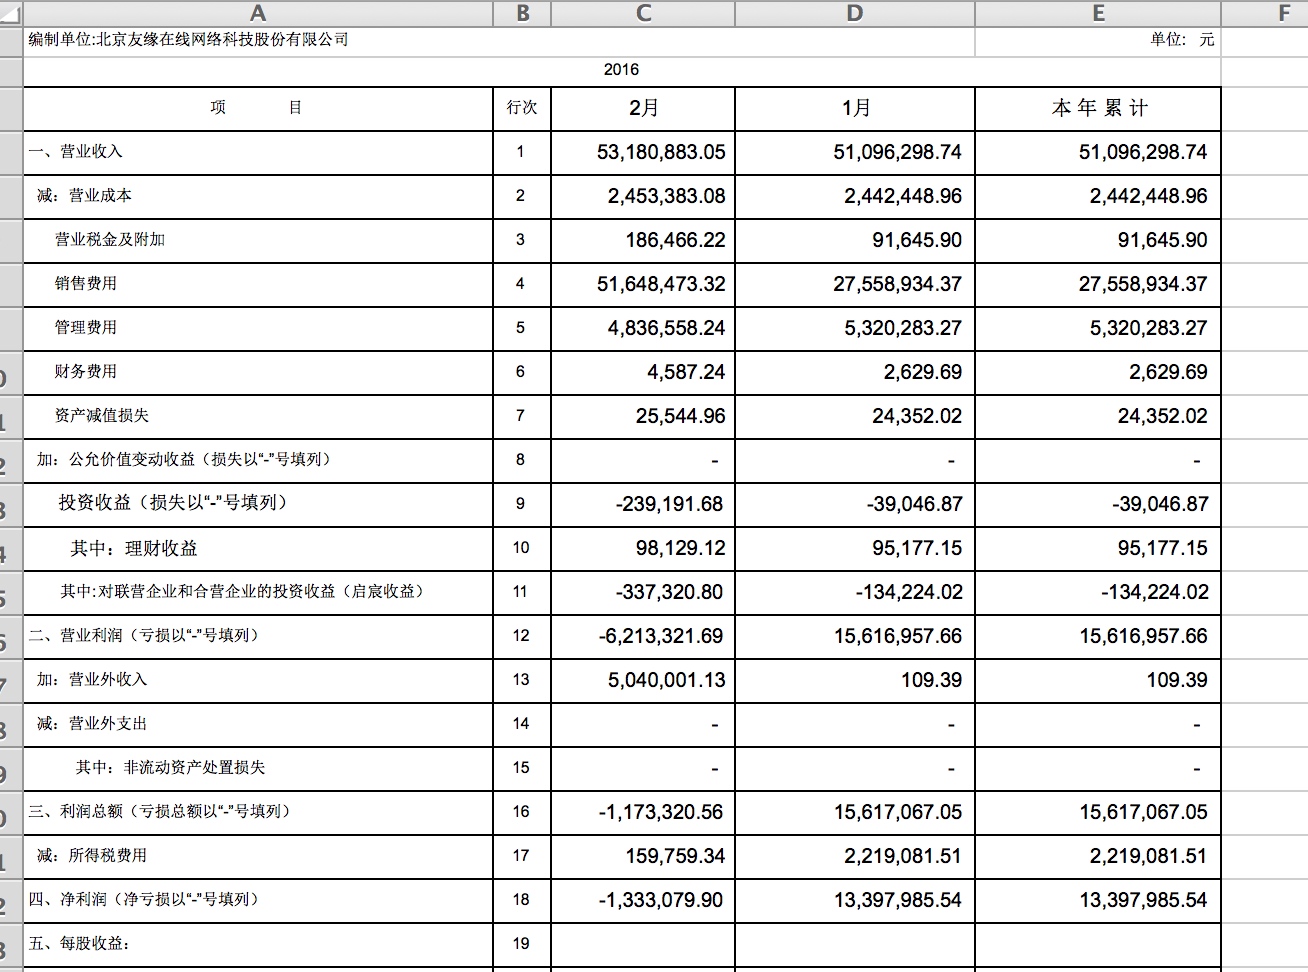 A B C D E F
编制单位:北京友缘在线网络科技股份有限公司 单位： 元
2016
项 目 行次 2月 1月 本年累计
一、营业收入 1 53,180,883.05 51,096,298.74 51,096,298.74
减：营业成本 2 2,453,383.08 2,442,448.96 2,442,448.96
营业税金及附加 3 186,466.22 91,645.90 91,645.90
销售费用 4 51,648,473.32 27,558,934.37 27,558,934.37
管理费用 5 4,836,558.24 5,320,283.27 5,320,283.27
财务费用 6 4,587.24 2,629.69 2,629.69
资产减值损失 7 25,544.96 24,352.02 24,352.02
加：公允价值变动收益（损失以“-”号填列） 8 - - -
投资收益（损失以“-”号填列） 9 -239,191.68 -39,046.87 -39,046.87
其中：理财收益 10 98,129.12 95,177.15 95,177.15
其中:对联营企业和合营企业的投资收益（启宸收益） 11 -337,320.80 -134,224.02 -134,224.02
二、营业利润（亏损以“-”号填列） 12 -6,213,321.69 15,616,957.66 15,616,957.66
加：营业外收入 13 5,040,001.13 109.39 109.39
减：营业外支出 14 - - -
其中：非流动资产处置损失 15 - - -
三、利润总额（亏损总额以“-”号填列） 16 -1,173,320.56 15,617,067.05 15,617,067.05
减：所得税费用 17 159,759.34 2,219,081.51 2,219,081.51
四、净利润（净亏损以“-”号填列） 18 -1,333,079.90 13,397,985.54 13,397,985.54
五、每股收益： 19